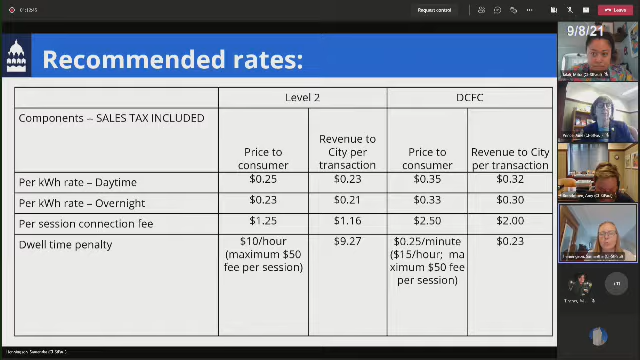 01:12:45
Request control
Leave
9/8/21
Recommended rates:
Level 2
DCFC
Components – SALES TAX INCLUDED
Price to
consumer
Revenue to
City per
transaction
Price to
consumer
Revenue to City
per transaction
Per kWh rate – Daytime
$0.25
$0.23
$0.35
$0.32
Per kWh rate – Overnight
$0.23
$0.21
$0.33
$0.30
Per session connection fee
$1.25
$1.16
$2.50
$2.00
Dwell time penalty
$10/hour
(maximum $50
fee per session)
$9.27
$0.25/minute
($15/hour; ma
ximum $50 fee
per session)
$0.23